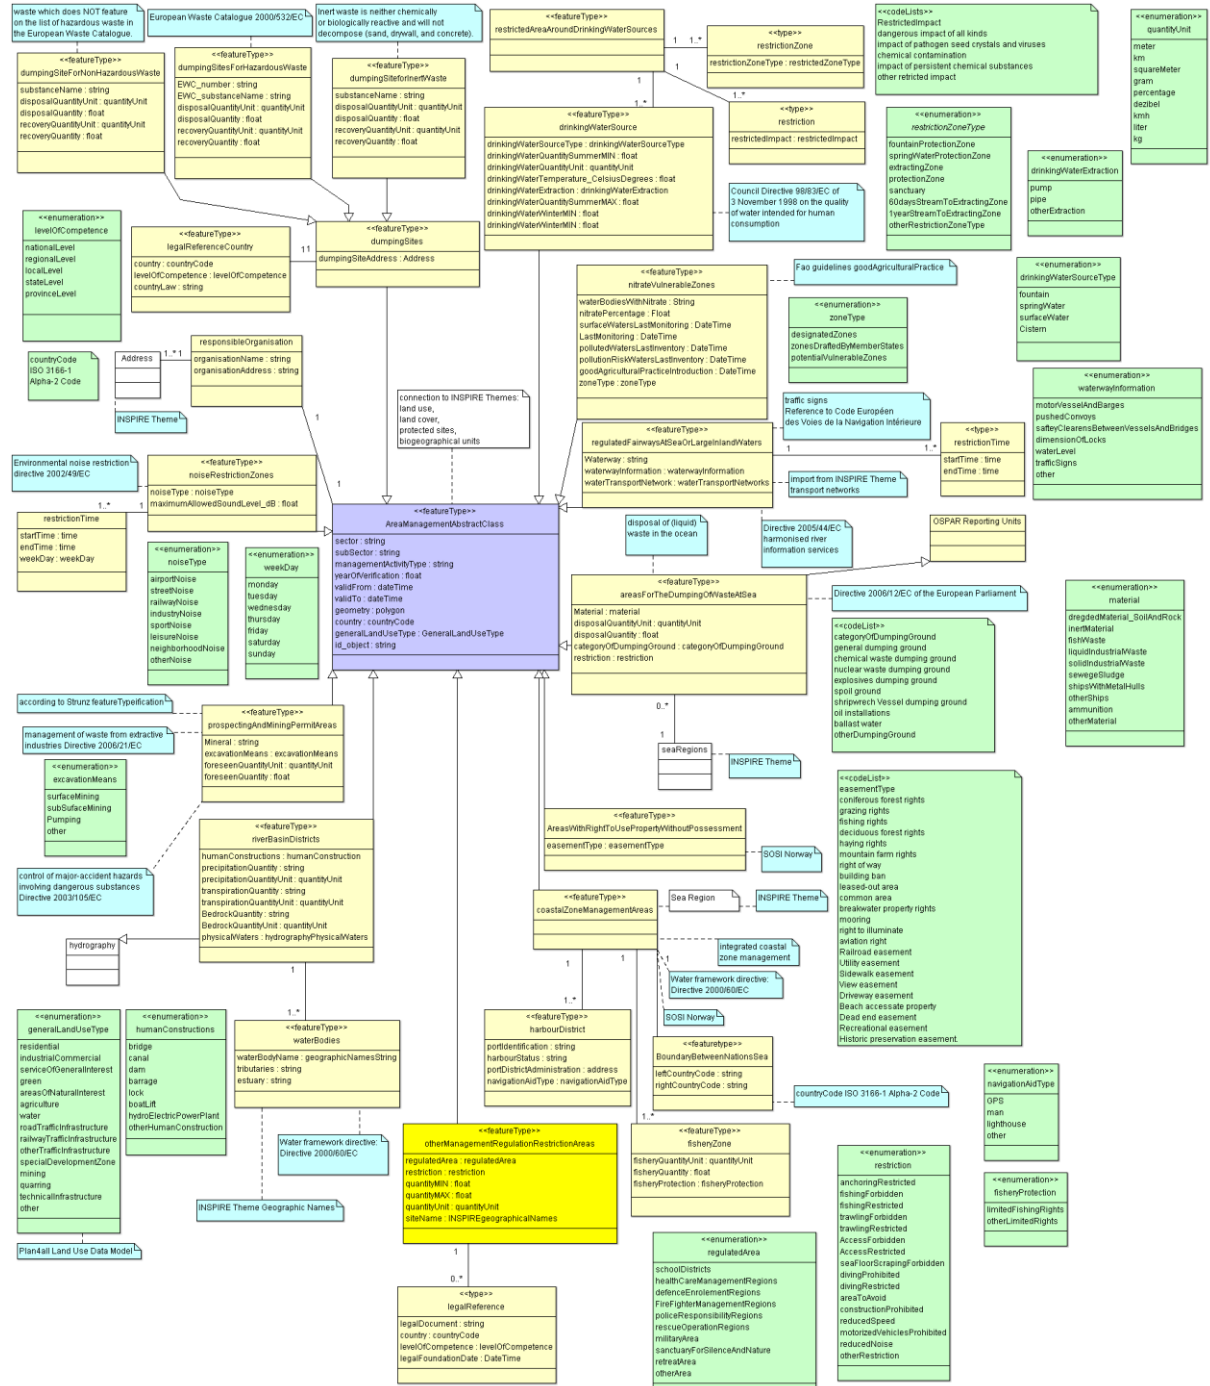 waste which does NOT feature
on the list of hazardous waste in
the European Waste Catalogue.
European Waste Catalogue 2000/532/EC
Inert waste is neither chemically
or biologically reactive and will not
decompose (sand, drywall, and concrete).
<<featureType>>
dumpingSiteForNonHazardousWaste
substanceName : string
disposalQuantityUnit : quantityUnit
disposalQuantity : float
recoveryQuantityUnit : quantityUnit
recoveryQuantity : float
<<featureType>>
dumpingSitesForHazardousWaste
EWC_number : string
EWC_substanceName : string
disposalQuantityUnit : quantityUnit
disposalQuantity : float
recoveryQuantityUnit : quantityUnit
recoveryQuantity : float
<<featureType>>
dumpingSiteforInertWaste
substanceName : string
disposalQuantityUnit : quantityUnit
disposalQuantity : float
recoveryQuantityUnit : quantityUnit
recoveryQuantity : float
<<featureType>>
restrictedAreaAroundDrinkingWaterSources
1 1..*
<<type>>
restrictionZone
restrictionZoneType : restrictedZoneType
1
1
1..*
1..*
<<type>>
restriction
restrictedImpact : restrictedImpact
<<featureType>>
drinkingWaterSource
drinkingWaterSourceType : drinkingWaterSourceType
drinkingWaterQuantitySummerMIN : float
drinkingWaterQuantityUnit : quantityUnit
drinkingWaterTemperature_CelsiusDegrees : float
drinkingWaterExtraction : drinkingWaterExtraction
drinkingWaterQuantitySummerMAX : float
drinkingWaterWinterMIN : float
drinkingWaterWinterMIN : float
Council Directive 98/83/EC of
3 November 1998 on the quality
of water intended for human
consumption
<<codeLists>>
RestrictedImpact
dangerous impact of all kinds
impact of pathogen seed crystals and viruses
chemical contamination
impact of persistent chemical substances
other retricted impact
<<enumeration>>
quantityUnit
meter
km
squareMeter
gram
percentage
dezibel
kmh
liter
kg
<<enumeration>>
restrictionZoneType
fountainProtectionZone
springWaterProtectionZone
extractingZone
protectionZone
sanctuary
60daysStreamToExtractingZone
1yearStreamToExtractingZone
otherRestrictionZoneType
<<enumeration>>
drinkingWaterExtraction
pump
pipe
otherExtraction
<<enumeration>>
levelOfCompetence
nationalLevel
regionalLevel
localLevel
stateLevel
provinceLevel
<<featureType>>
legalReferenceCountry
country : countryCode
levelOfCompetence : levelOfCompetence
countryLaw : string
11
<<featureType>>
dumpingSites
dumpingSiteAddress : Address
<<featureType>>
nitrateVulnerableZones
waterBodiesWithNitrate : String
nitratePercentage : Float
surfaceWatersLastMonitoring : DateTime
LastMonitoring : DateTime
pollutedWatersLastInventory : DateTime
pollutionRiskWatersLastInventory : DateTime
goodAgriculturalPracticeIntroduction : DateTime
zoneType : zoneType
Fao guidelines goodAgriculturalPractice
<<enumeration>>
zoneType
designatedZones
zonesDraftedByMemberStates
potentialVulnerableZones
<<enumeration>>
drinkingWaterSourceType
fountain
springWater
surfaceWater
Cistern
countryCode
ISO 3166-1
Alpha-2 Code
Address
1..* 1
responsibleOrganisation
organisationName : string
organisationAddress : string
INSPIRE Theme
1
1
connection to INSPIRE Themes:
land use,
land cover,
protected sites,
biogeographical units
<<enumeration>>
waterwayInformation
motorVesselAndBarges
pushedConvoys
safteyClearensBetweenVesselsAndBridges
dimensionOfLocks
waterLevel
trafficSigns
other
traffic signs
Reference to Code Européen
des Voies de la Navigation Intérieure
<<featureType>>
regulatedFairwaysAtSeaOrLargeInlandWaters
Waterway : string
waterwayInformation : waterwayInformation
waterTransportNetwork : waterTransportNetworks
1
1..*
<<type>>
restrictionTime
startTime : time
endTime : time
import from INSPIRE Theme
transport networks
Directive 2005/44/EC
harmonised river
information services
Environmental noise restriction
directive 2002/49/EC
<<featureType>>
noiseRestrictionZones
noiseType : noiseType
maximumAllowedSoundLevel_dB : float
1..*
1
restrictionTime
startTime : time
endTime : time
weekDay : weekDay
<<enumeration>>
noiseType
airportNoise
streetNoise
railwayNoise
industryNoise
sportNoise
leisureNoise
neighborhoodNoise
otherNoise
<<enumeration>>
weekDay
monday
tuesday
wednesday
thursday
friday
saturday
sunday
<<featureType>>
AreaManagementAbstractClass
sector : string
subSector : string
managementActivityType : string
yearOfVerification : float
validFrom : dateTime
validTo : dateTime
geometry : polygon
country : countryCode
generalLandUseType : GeneralLandUseType
id_object : string
disposal of (liquid)
waste in the ocean
OSPAR Reporting Units
<<featureType>>
areasForTheDumpingOfWasteAtSea
Material : material
disposalQuantityUnit : quantityUnit
disposalQuantity : float
categoryOfDumpingGround : categoryOfDumpingGround
restriction : restriction
Directive 2006/12/EC of the European Parliament
<<codeList>>
categoryOfDumpingGround
general dumping ground
chemical waste dumping ground
nuclear waste dumping ground
explosives dumping ground
spoil ground
shripwrech Vessel dumping ground
oil installations
ballast water
otherDumpingGround
<<enumeration>>
material
dregdedMaterial_SoilAndRock
inertMaterial
fishWaste
liquidIndustrialWaste
solidIndustrialWaste
sewegeSludge
shipsWithMetalHulls
otherShips
ammunition
otherMaterial
0..*
1
seaRegions
INSPIRE Theme
according to Strunz featureTypeification
management of waste from extractive
industries Directive 2006/21/EC
<<featureType>>
prospectingAndMiningPermitAreas
Mineral : string
excavationMeans : excavationMeans
foreseenQuantityUnit : quantityUnit
foreseenQuantity : float
<<enumeration>>
excavationMeans
surfaceMining
subSufaceMining
Pumping
other
control of major-accident hazards
involving dangerous substances
Directive 2003/105/EC
<<featureType>>
riverBasinDistricts
humanConstructions : humanConstruction
precipitationQuantity : string
precipitationQuantityUnit : quantityUnit
transpirationQuantity : string
transpirationQuantityUnit : quantityUnit
BedrockQuantity : string
BedrockQuantityUnit : quantityUnit
physicalWaters : hydrographyPhysicalWaters
hydrography
1
1..*
<<featureType>>
AreasWithRightToUsePropertyWithoutPossessment
easementType : easementType
SOSI Norway
<<codeList>>
easementType
coniferous forest rights
grazing rights
fishing rights
deciduous forest rights
haying rights
mountain farm rights
right of way
building ban
leased-out area
common area
breakwater property rights
mooring
right to illuminate
aviation right
Railroad easement
Utility easement
Sidewalk easement
View easement
Driveway easement
Beach accessate property
Dead end easement
Recreational easement
Historic preservation easement.
<<featureType>>
coastalZoneManagementAreas
Sea Region
INSPIRE Theme
integrated coastal
zone management
Water framework directive:
Directive 2000/60/EC
SOSI Norway
1
1
1
1..*
<<featureType>>
harbourDistrict
portIdentification : string
harbourStatus : string
portDistrictAdministration : address
navigationAidType : navigationAidType
<<featuretype>>
BoundaryBetweenNationsSea
leftCountryCode : string
rightCountryCode : string
countryCode ISO 3166-1 Alpha-2 Code
1..*
<<featureType>>
fisheryZone
fisheryQuantityUnit : quantityUnit
fisheryQuantity : float
fisheryProtection : fisheryProtection
<<enumeration>>
generalLandUseType
residential
industrialCommercial
serviceOfGeneralInterest
green
areasOfNaturalInterest
agriculture
water
roadTrafficInfrastructure
railwayTrafficInfrastructure
otherTrafficInfrastructure
specialDevelopmentZone
mining
quarring
technicalInfrastructure
other
Plan4all Land Use Data Model
<<enumeration>>
humanConstructions
bridge
canal
dam
barrage
lock
boatLift
hydroElectricPowerPlant
otherHumanConstruction
<<featureType>>
waterBodies
waterBodyName : geographicNamesString
tributaries : string
estuary : string
Water framework directive:
Directive 2000/60/EC
INSPIRE Theme Geographic Names
<<featureType>>
otherManagementRegulationRestrictionAreas
regulatedArea : regulatedArea
restriction : restriction
quantityMIN : float
quantityMAX : float
quantityUnit : quantityUnit
siteName : INSPIREgeographicalNames
1
0..*
<<type>>
legalReference
legalDocument : string
country : countryCode
levelOfCompetence : levelOfCompetence
legalFoundationDate : DateTime
<<enumeration>>
regulatedArea
schoolDistricts
healthCareManagementRegions
defenceEnrolementRegions
FireFighterManagementRegions
policeResponsibilityRegions
rescueOperationRegions
militaryArea
sanctuaryForSilenceAndNature
retreatArea
otherArea
<<enumeration>>
restriction
anchoringRestricted
fishingForbidden
fishingRestricted
trawlingForbidden
trawlingRestricted
AccessForbidden
AccessRestricted
seaFloorScrapingForbidden
divingProhibited
divingRestricted
areaToAvoid
constructionProhibited
reducedSpeed
motorizedVehiclesProhibited
reducedNoise
otherRestriction
<<enumeration>>
navigationAidType
GPS
man
lighthouse
other
<<enumeration>>
fisheryProtection
limitedFishingRights
otherLimitedRights